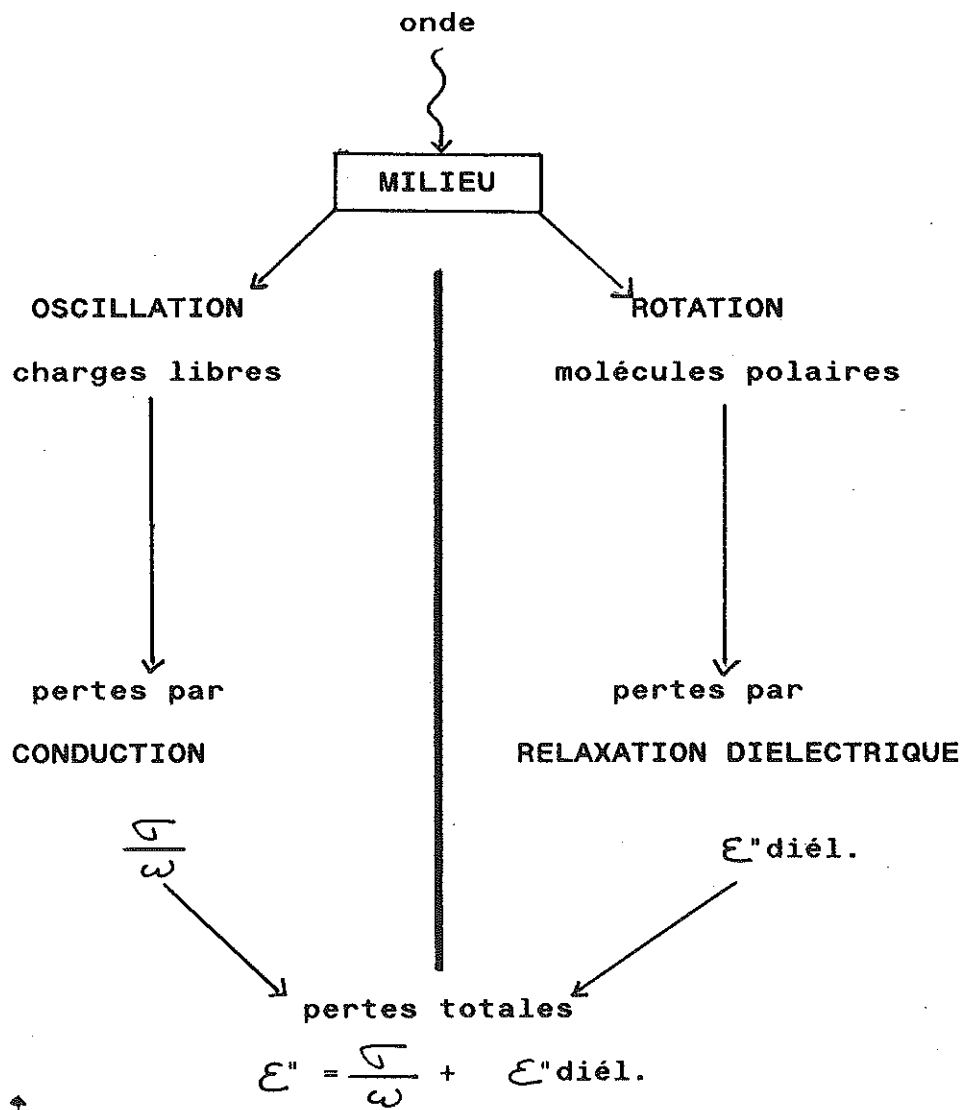 onde
MILIEU
OSCILLATION
ROTATION
charges libres
molécules polaires
pertes par
pertes par
CONDUCTION
RELAXATION DIELECTRIQUE
σ/ω
ε"diél.
pertes totales
ε" = σ/ω + ε"diél.